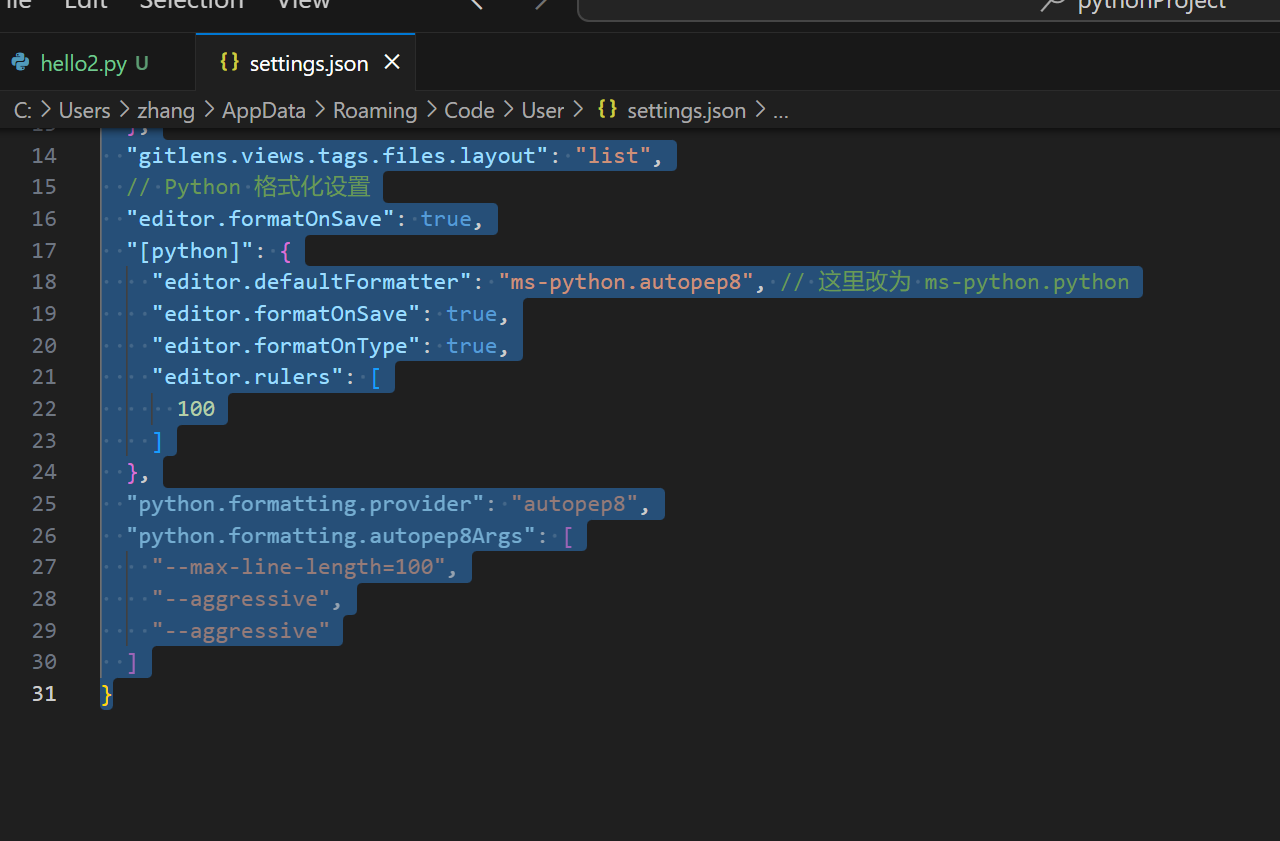 File Edit Selection View pythonProject
hello2.py U {} settings.json ×
C: > Users > zhang > AppData > Roaming > Code > User > {} settings.json > ...
14 "gitlens.views.tags.files.layout": "list",
15 // Python 格式化设置
16 "editor.formatOnSave": true,
17 "[python]": {
18 "editor.defaultFormatter": "ms-python.autopep8", // 这里改为 ms-python.python
19 "editor.formatOnSave": true,
20 "editor.formatOnType": true,
21 "editor.rulers": [
22 100
23 ]
24 },
25 "python.formatting.provider": "autopep8",
26 "python.formatting.autopep8Args": [
27 "--max-line-length=100",
28 "--aggressive",
29 "--aggressive"
30 ]
31 }